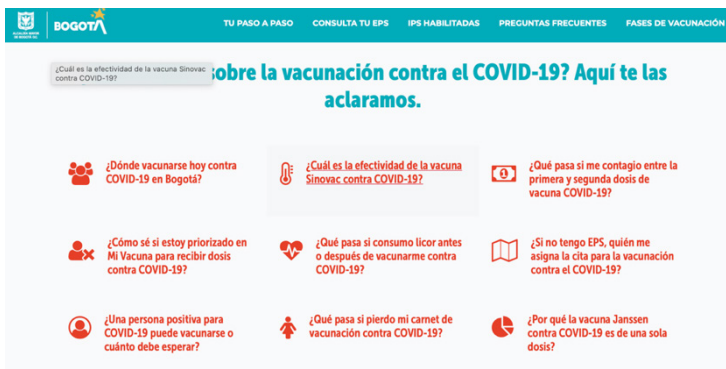 BOGOTÁ
TU PASO A PASO CONSULTA TU EPS IPS HABILITADAS PREGUNTAS FRECUENTES FASES DE VACUNACIÓN
¿Cuál es la efectividad de la vacuna Sinovac
contra COVID-19?
sobre la vacunación contra el COVID-19? Aquí te las
aclaramos.
¿Dónde vacunarse hoy contra
COVID-19 en Bogotá?
¿Cuál es la efectividad de la vacuna
Sinovac contra COVID-19?
¿Qué pasa si me contagio entre la
primera y segunda dosis de
vacuna COVID-19?
¿Cómo sé si estoy priorizado en
Mi Vacuna para recibir dosis
contra COVID-19?
¿Qué pasa si consumo licor antes
o después de vacunarme contra
COVID-19?
¿Si no tengo EPS, quién me
asigna la cita para la vacunación
contra el COVID-19?
¿Una persona positiva para
COVID-19 puede vacunarse o
cuánto debe esperar?
¿Qué pasa si pierdo mi carnet de
vacunación contra COVID-19?
¿Por qué la vacuna Janssen
contra COVID-19 es de una sola
dosis?